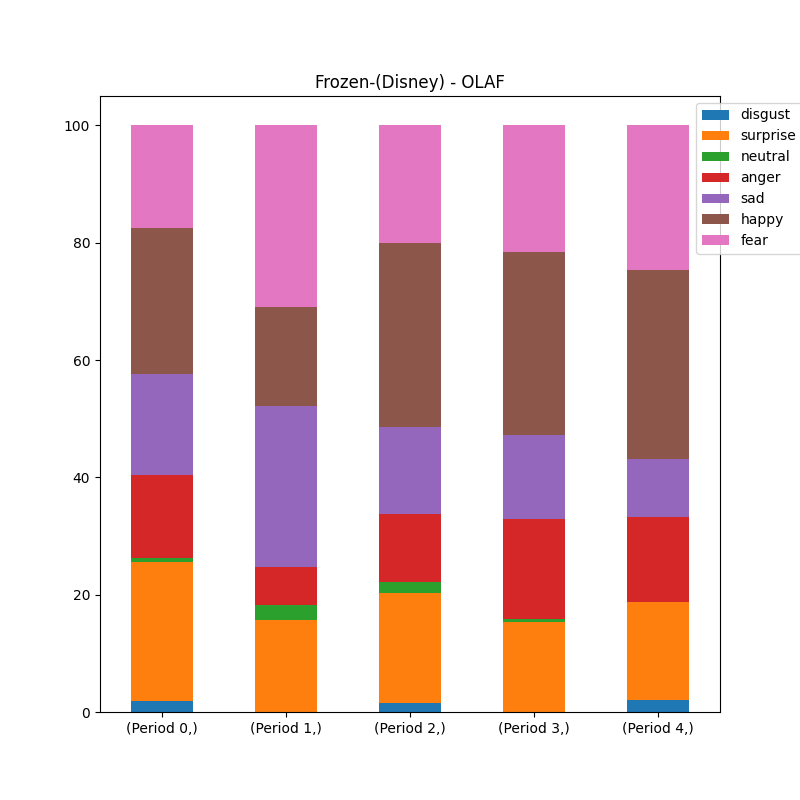 Frozen-(Disney) - OLAF
disgust
surprise
neutral
anger
sad
happy
fear
100
80
60
40
20
0
(Period 0,) (Period 1,) (Period 2,) (Period 3,) (Period 4,)